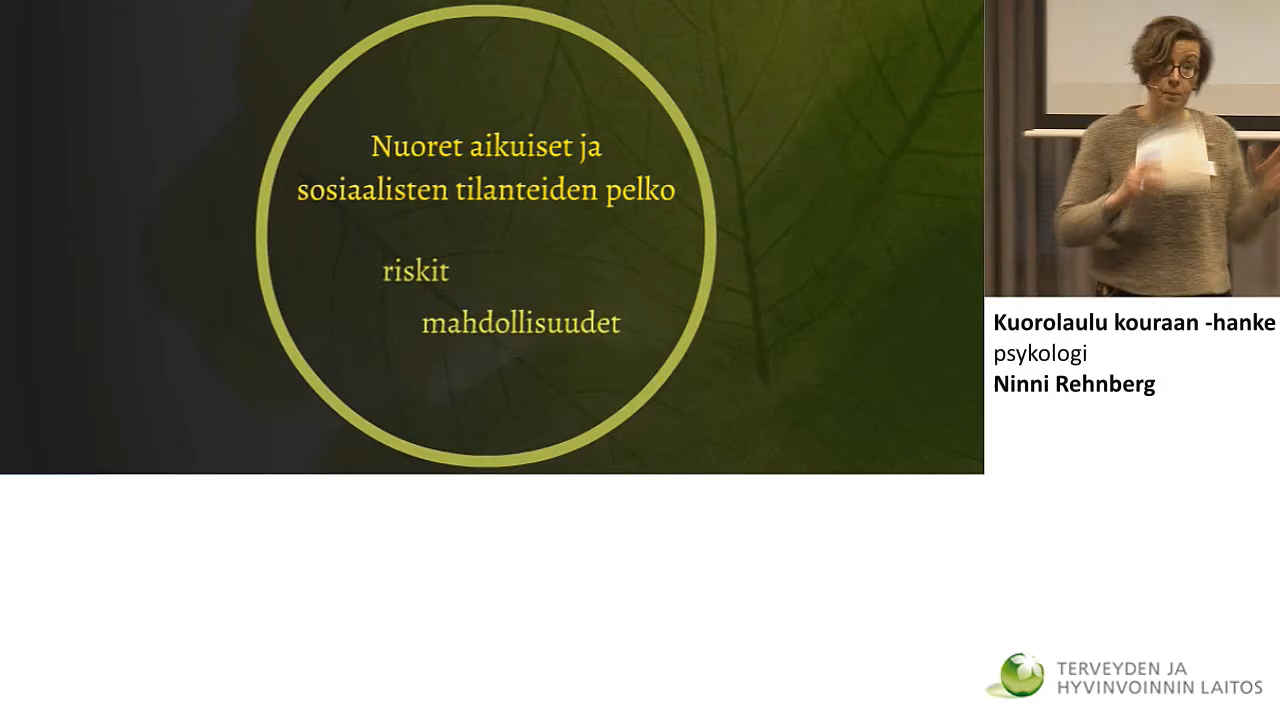 Nuoret aikuiset ja
sosiaalisten tilanteiden pelko
riskit
mahdollisuudet
Kuorolaulu kouraan -hanke
psykologi
Ninni Rehnberg
TERVEYDEN JA
HYVINVOINNIN LAITOS